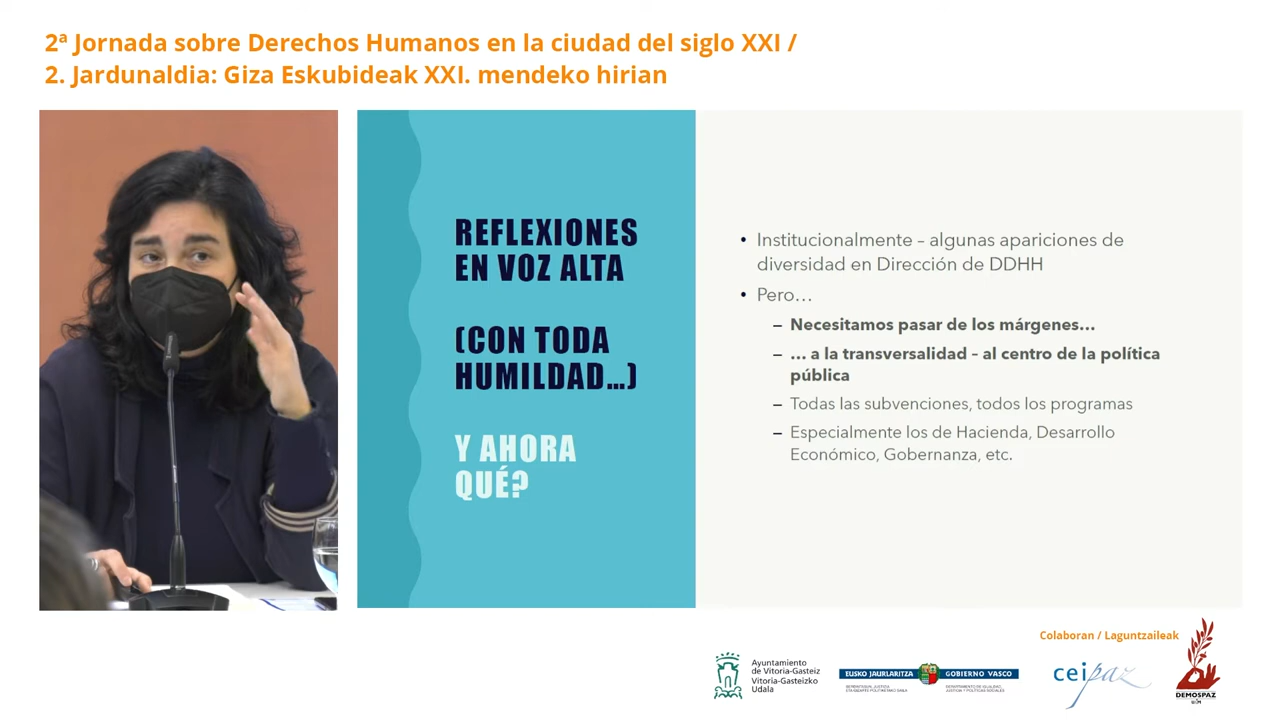 2ª Jornada sobre Derechos Humanos en la ciudad del siglo XXI /
2. Jardunaldia: Giza Eskubideak XXI. mendeko hirian
REFLEXIONES
EN VOZ ALTA
(CON TODA
HUMILDAD...)
Y AHORA
QUÉ?
• Institucionalmente – algunas apariciones de
diversidad en Dirección de DDHH
• Pero...
– Necesitamos pasar de los márgenes...
– ... a la transversalidad – al centro de la política
pública
– Todas las subvenciones, todos los programas
– Especialmente los de Hacienda, Desarrollo
Económico, Gobernanza, etc.
Colaboran / Laguntzaileak
Ayuntamiento
de Vitoria-Gasteiz
Vitoria-Gasteizko
Udala
EUSKO JAURLARITZA
GOBIERNO VASCO
ceipaz
DEMOSPAZ